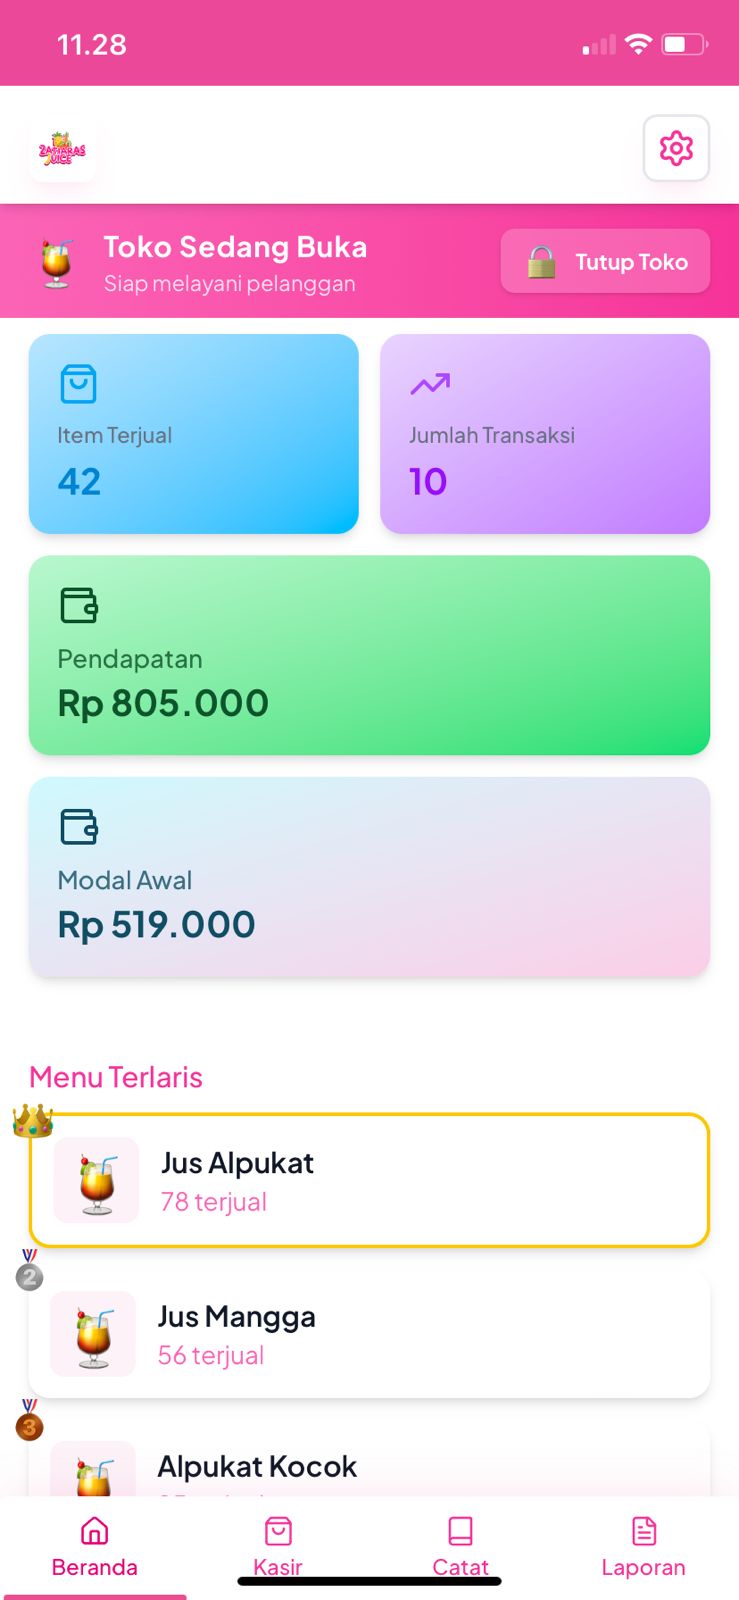 11.28
ZATIARAS
JUICE
Toko Sedang Buka
Siap melayani pelanggan
Tutup Toko
Item Terjual
42
Jumlah Transaksi
10
Pendapatan
Rp 805.000
Modal Awal
Rp 519.000
Menu Terlaris
Jus Alpukat
78 terjual
2
Jus Mangga
56 terjual
3
Alpukat Kocok
Beranda
Kasir
Catat
Laporan